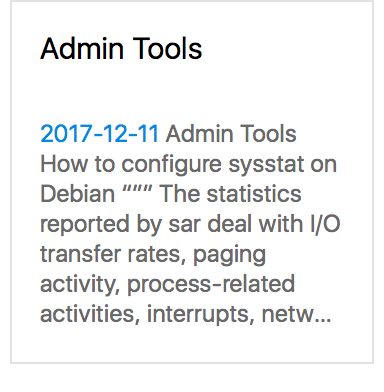 Admin Tools
2017-12-11 Admin Tools
How to configure sysstat on
Debian “”“” The statistics
reported by sar deal with I/O
transfer rates, paging
activity, process-related
activities, interrupts, netw...